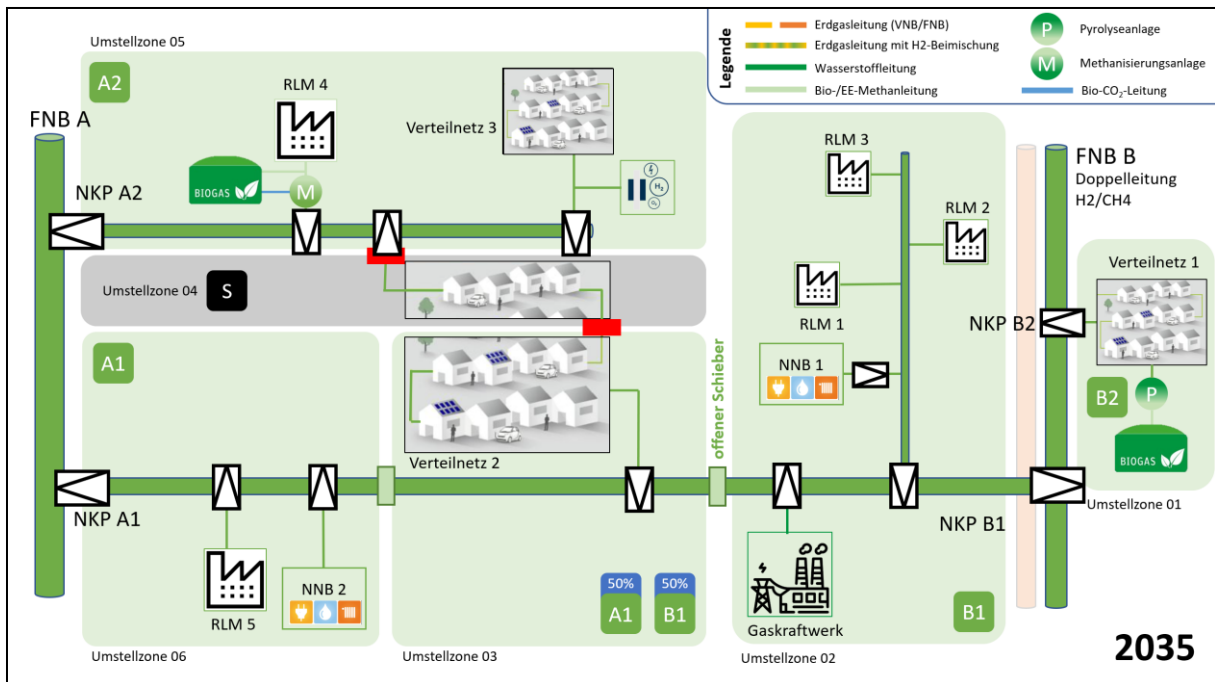 Umstellzone 05
A2
RLM 4
FNB A
Verteilnetz 3
BIOGAS
M
H2
O2
NKP A2
Legende
Erdgasleitung (VNB/FNB)
Erdgasleitung mit H2-Beimischung
Wasserstoffleitung
Bio-/EE-Methanleitung
P
Pyrolyseanlage
M
Methanisierungsanlage
Bio-CO₂-Leitung
RLM 3
RLM 2
RLM 1
FNB B
Doppelleitung
H2/CH4
Verteilnetz 1
NKP B2
NNB 1
B2
P
BIOGAS
Umstellzone 01
Umstellzone 04
S
A1
offener Schieber
Verteilnetz 2
NKP A1
NKP B1
RLM 5
NNB 2
50%
A1
50%
B1
Gaskraftwerk
B1
Umstellzone 06
Umstellzone 03
Umstellzone 02
2035